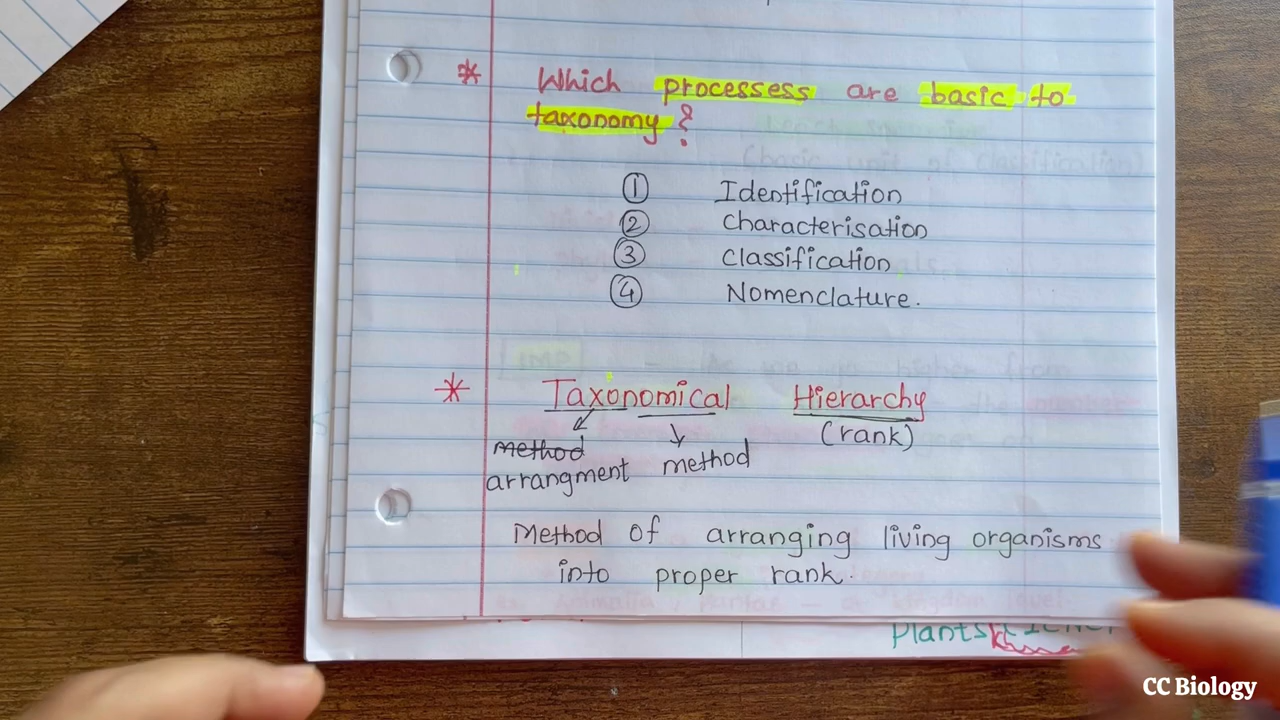 * Which processess are basic to
taxonomy?
① Identification
② Characterisation
③ Classification
④ Nomenclature.
* Taxonomical Hierarchy
method (rank)
arrangment method
Method of arranging living organisms
into proper rank.
Plants
CC Biology